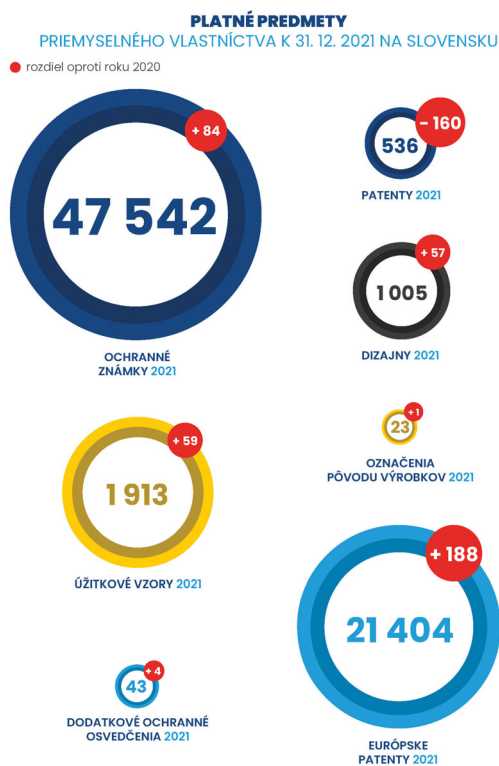 PLATNÉ PREDMETY
PRIEMYSELNÉHO VLASTNÍCTVA K 31. 12. 2021 NA SLOVENSKU
rozdiel oproti roku 2020
+ 84
47 542
OCHRANNÉ
ZNÁMKY 2021
- 160
536
PATENTY 2021
+ 57
1 005
DIZAJNY 2021
+ 59
1 913
ÚŽITKOVÉ VZORY 2021
+ 1
23
OZNAČENIA
PÔVODU VÝROBKOV 2021
+ 188
21 404
EURÓPSKE
PATENTY 2021
+ 4
43
DODATKOVÉ OCHRANNÉ
OSVEDČENIA 2021